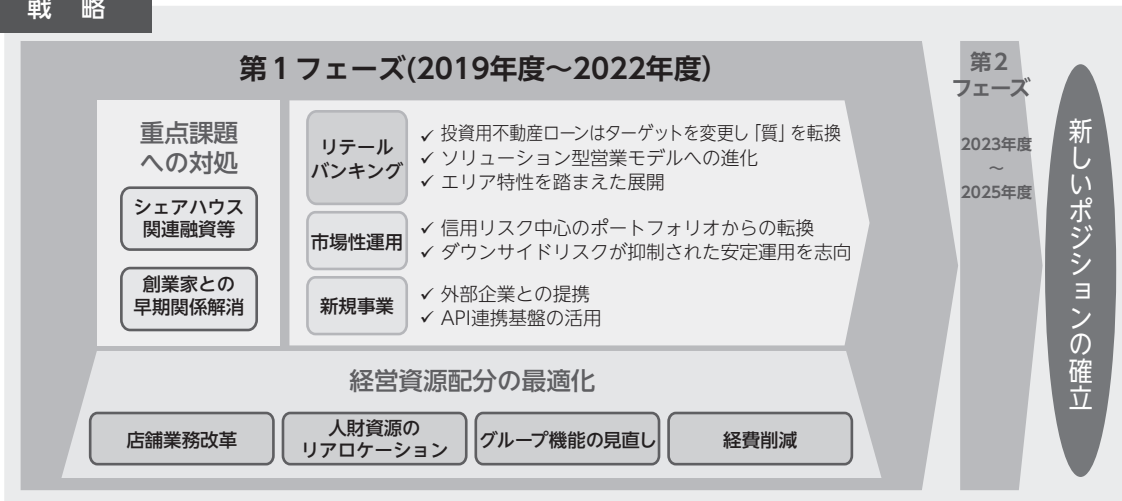 戦　略
第1フェーズ(2019年度～2022年度)
重点課題
への対処
シェアハウス
関連融資等
創業家との
早期関係解消
リテール
バンキング
✓ 投資用不動産ローンはターゲットを変更し「質」を転換
✓ ソリューション型営業モデルへの進化
✓ エリア特性を踏まえた展開
市場性運用
✓ 信用リスク中心のポートフォリオからの転換
✓ ダウンサイドリスクが抑制された安定運用を志向
新規事業
✓ 外部企業との提携
✓ API連携基盤の活用
経営資源配分の最適化
店舗業務改革
人財資源の
リアロケーション
グループ機能の見直し
経費削減
第2
フェーズ
2023年度
～
2025年度
新しいポジションの確立